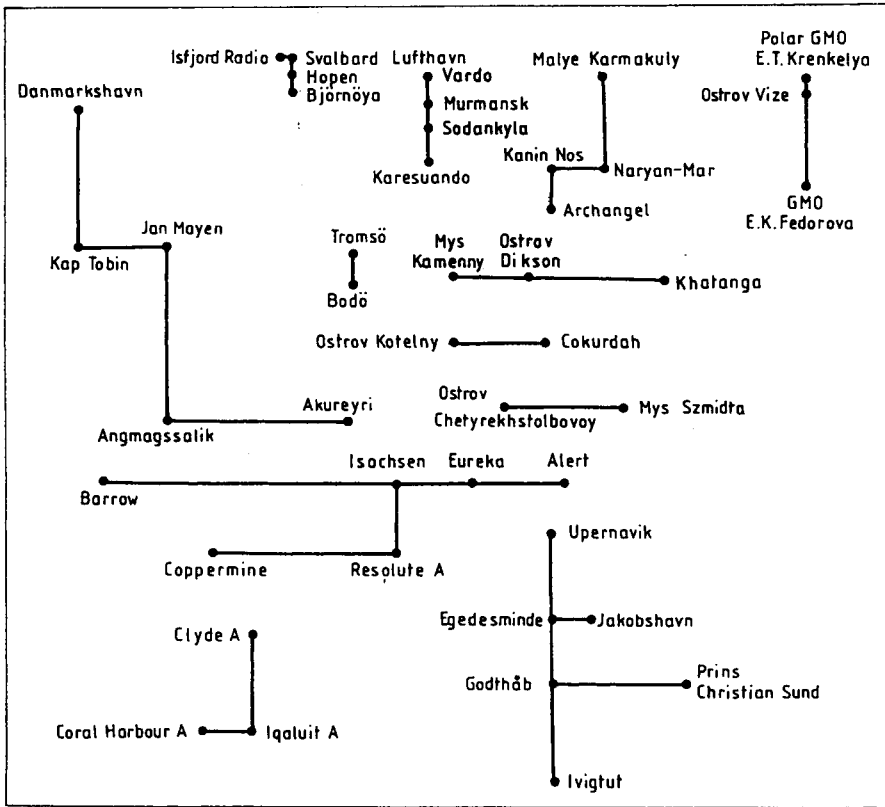 Polar GMO
E.T. Krenkelya
Isfjord Radio
Svalbard
Lufthavn
Malye Karmakuly
Hopen
Vardo
Ostrov Vize
Danmarkshavn
Björnöya
Murmansk
Sodankyla
Kanin Nos
Karesuando
Naryan-Mar
GMO
E.K. Fedorova
Archangel
Jan Mayen
Kap Tobin
Tromsö
Mys
Kamenny
Ostrav
Dikson
Bodö
Khatanga
Ostrov Kotelny
Cokurdah
Akureyri
Ostrov
Chetyrekhstolbovoy
Mys Szmidta
Angmagssalik
Isachsen
Eureka
Alert
Barrow
Upernavik
Coppermine
Resolute A
Egedesminde
Jakobshavn
Clyde A
Godthåb
Prins
Christian Sund
Coral Harbour A
Iqaluit A
Ivigtut